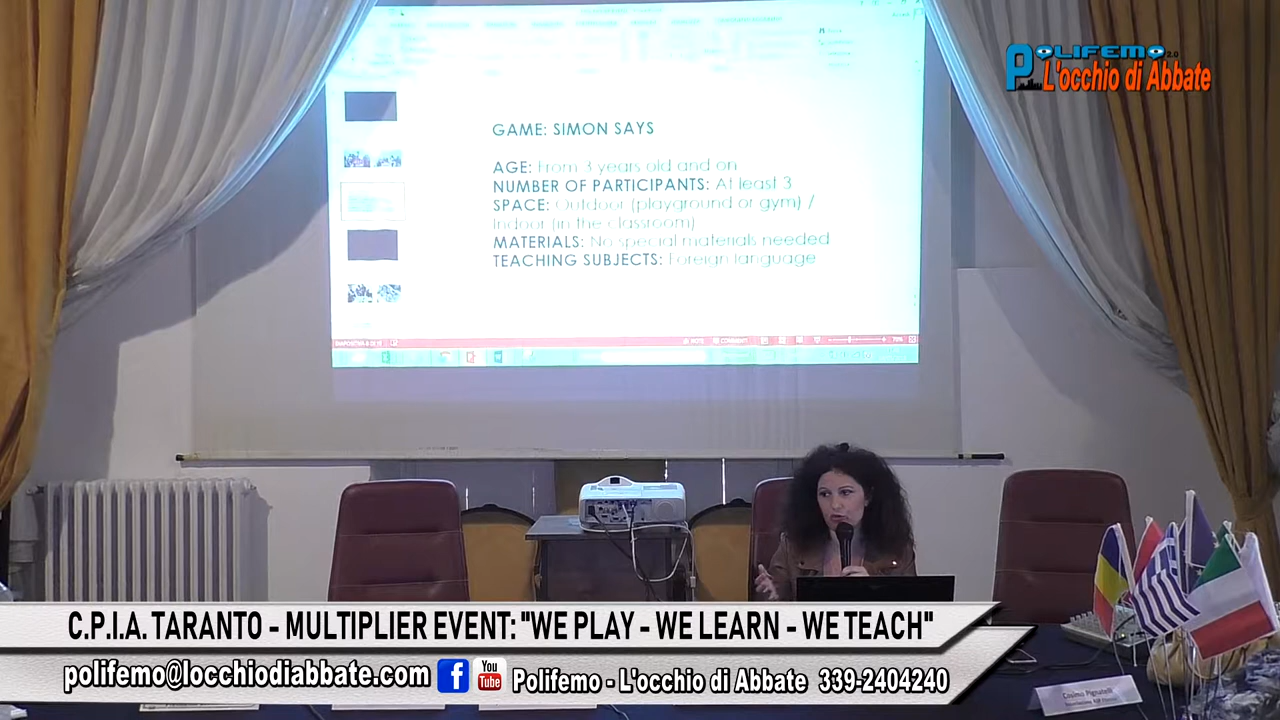 POLIFEMO 2.0
L'occhio di Abbate
GAME: SIMON SAYS
AGE: From 3 years old and on
NUMBER OF PARTICIPANTS: At least 3
SPACE: Outdoor (playground or gym) /
Indoor (in the classroom)
MATERIALS: No special materials needed
TEACHING SUBJECTS: Foreign language
C.P.I.A. TARANTO - MULTIPLIER EVENT: "WE PLAY - WE LEARN - WE TEACH"
polifemo@locchiodiabbate.com f You Tube Polifemo - L'occhio di Abbate 339-2404240
Cosimo Pignatelli